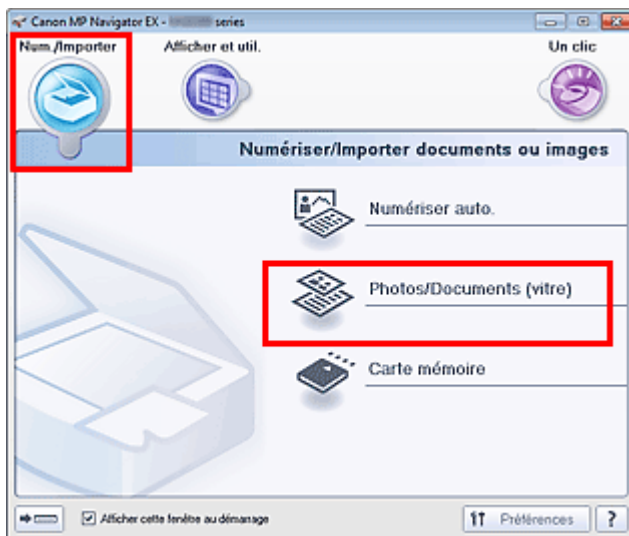 Canon MP Navigator EX - series
Num./Importer
Afficher et util.
Un clic
Numériser/Importer documents ou images
Numériser auto.
Photos/Documents (vitre)
Carte mémoire
Afficher cette fenêtre au démarrage
Préférences
?